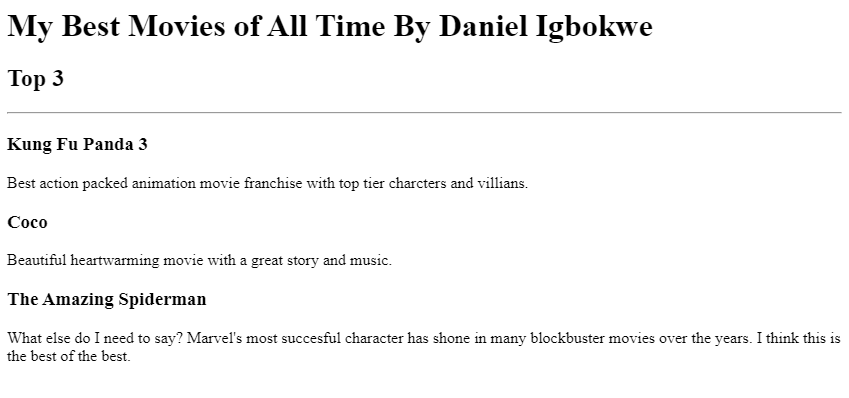 My Best Movies of All Time By Daniel Igbokwe
Top 3
Kung Fu Panda 3
Best action packed animation movie franchise with top tier charcters and villians.
Coco
Beautiful heartwarming movie with a great story and music.
The Amazing Spiderman
What else do I need to say? Marvel's most succesful character has shone in many blockbuster movies over the years. I think this is
the best of the best.